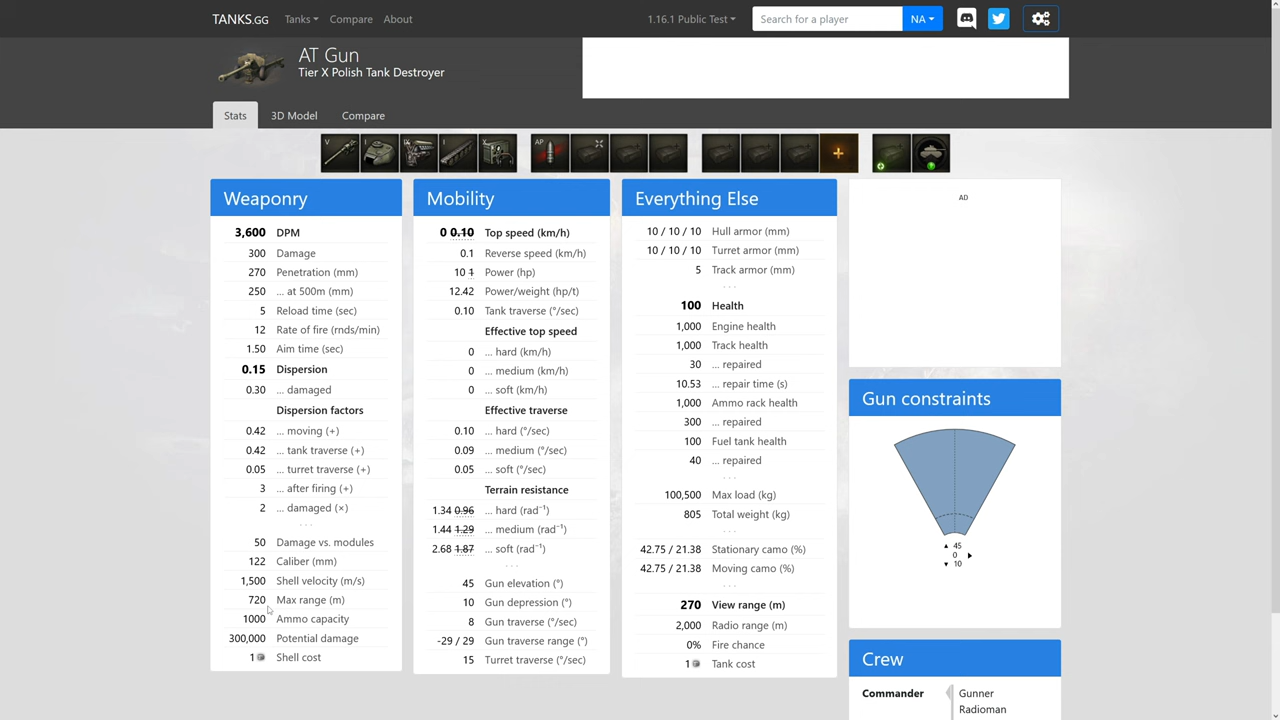 TANKS.GG Tanks Compare About 1.16.1 Public Test Search for a player NA
AT Gun
Tier X Polish Tank Destroyer
Stats 3D Model Compare
V I IX I X AP
Weaponry
3,600 DPM
300 Damage
270 Penetration (mm)
250 ... at 500m (mm)
5 Reload time (sec)
12 Rate of fire (rnds/min)
1.50 Aim time (sec)
0.15 Dispersion
0.30 ... damaged
Dispersion factors
0.42 ... moving (+)
0.42 ... tank traverse (+)
0.05 ... turret traverse (+)
3 ... after firing (+)
2 ... damaged (×)
...
50 Damage vs. modules
122 Caliber (mm)
1,500 Shell velocity (m/s)
720 Max range (m)
1000 Ammo capacity
300,000 Potential damage
1 Shell cost
Mobility
0 0.10 Top speed (km/h)
0.1 Reverse speed (km/h)
10 1 Power (hp)
12.42 Power/weight (hp/t)
0.10 Tank traverse (°/sec)
Effective top speed
0 ... hard (km/h)
0 ... medium (km/h)
0 ... soft (km/h)
Effective traverse
0.10 ... hard (°/sec)
0.09 ... medium (°/sec)
0.05 ... soft (°/sec)
Terrain resistance
1.34 0.96 ... hard (rad⁻¹)
1.44 1.29 ... medium (rad⁻¹)
2.68 1.87 ... soft (rad⁻¹)
...
45 Gun elevation (°)
10 Gun depression (°)
8 Gun traverse (°/sec)
-29 / 29 Gun traverse range (°)
15 Turret traverse (°/sec)
Everything Else
10 / 10 / 10 Hull armor (mm)
10 / 10 / 10 Turret armor (mm)
5 Track armor (mm)
...
100 Health
1,000 Engine health
1,000 Track health
30 ... repaired
10.53 ... repair time (s)
1,000 Ammo rack health
300 ... repaired
100 Fuel tank health
40 ... repaired
...
100,500 Max load (kg)
805 Total weight (kg)
...
42.75 / 21.38 Stationary camo (%)
42.75 / 21.38 Moving camo (%)
...
270 View range (m)
2,000 Radio range (m)
0% Fire chance
1 Tank cost
AD
Gun constraints
▲ 45
0 ▶
▼ 10
Crew
Commander Gunner
Radioman